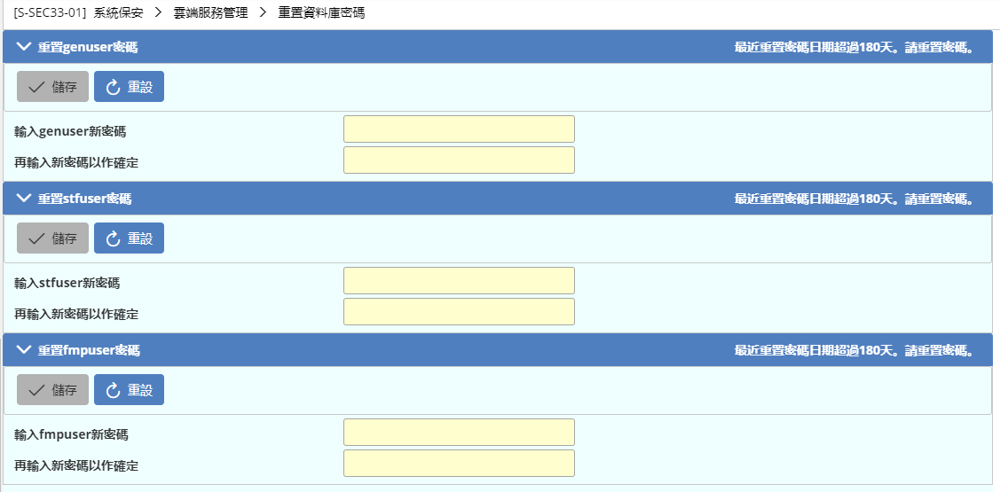 [S-SEC33-01] 系統保安 > 雲端服務管理 > 重置資料庫密碼
重置genuser密碼 最近重置密碼日期超過180天。請重置密碼。
儲存 重設
輸入genuser新密碼
再輸入新密碼以作確定
重置stfuser密碼 最近重置密碼日期超過180天。請重置密碼。
儲存 重設
輸入stfuser新密碼
再輸入新密碼以作確定
重置fmpuser密碼 最近重置密碼日期超過180天。請重置密碼。
儲存 重設
輸入fmpuser新密碼
再輸入新密碼以作確定